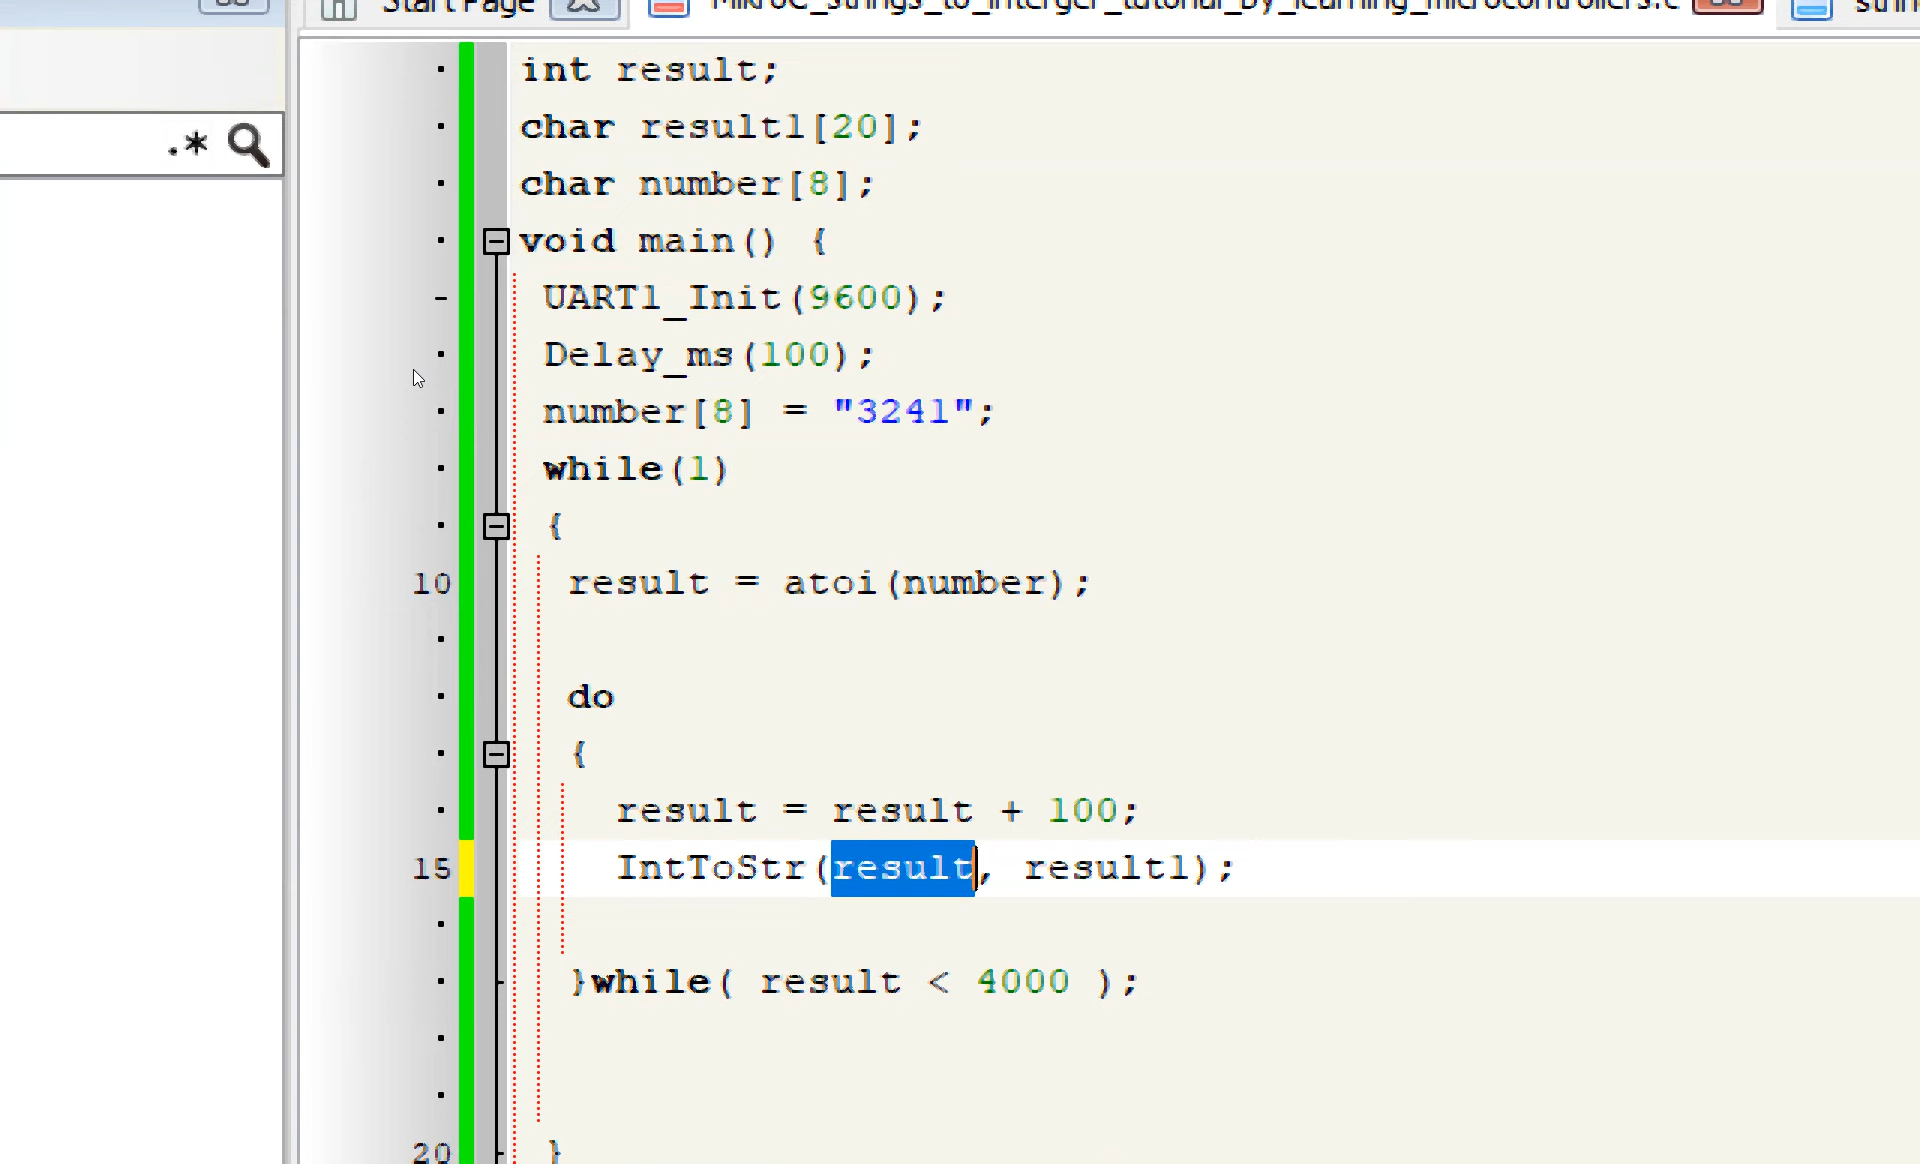 Start Page MikroC_strings_to_interger_tutorial_by_learning_microcontrollers.c
.*
int result;
char result1[20];
char number[8];
void main() {
UART1_Init(9600);
Delay_ms(100);
number[8] = "3241";
while(1)
{
10 result = atoi(number);
do
{
result = result + 100;
15 IntToStr(result, result1);
}while( result < 4000 );
20 }